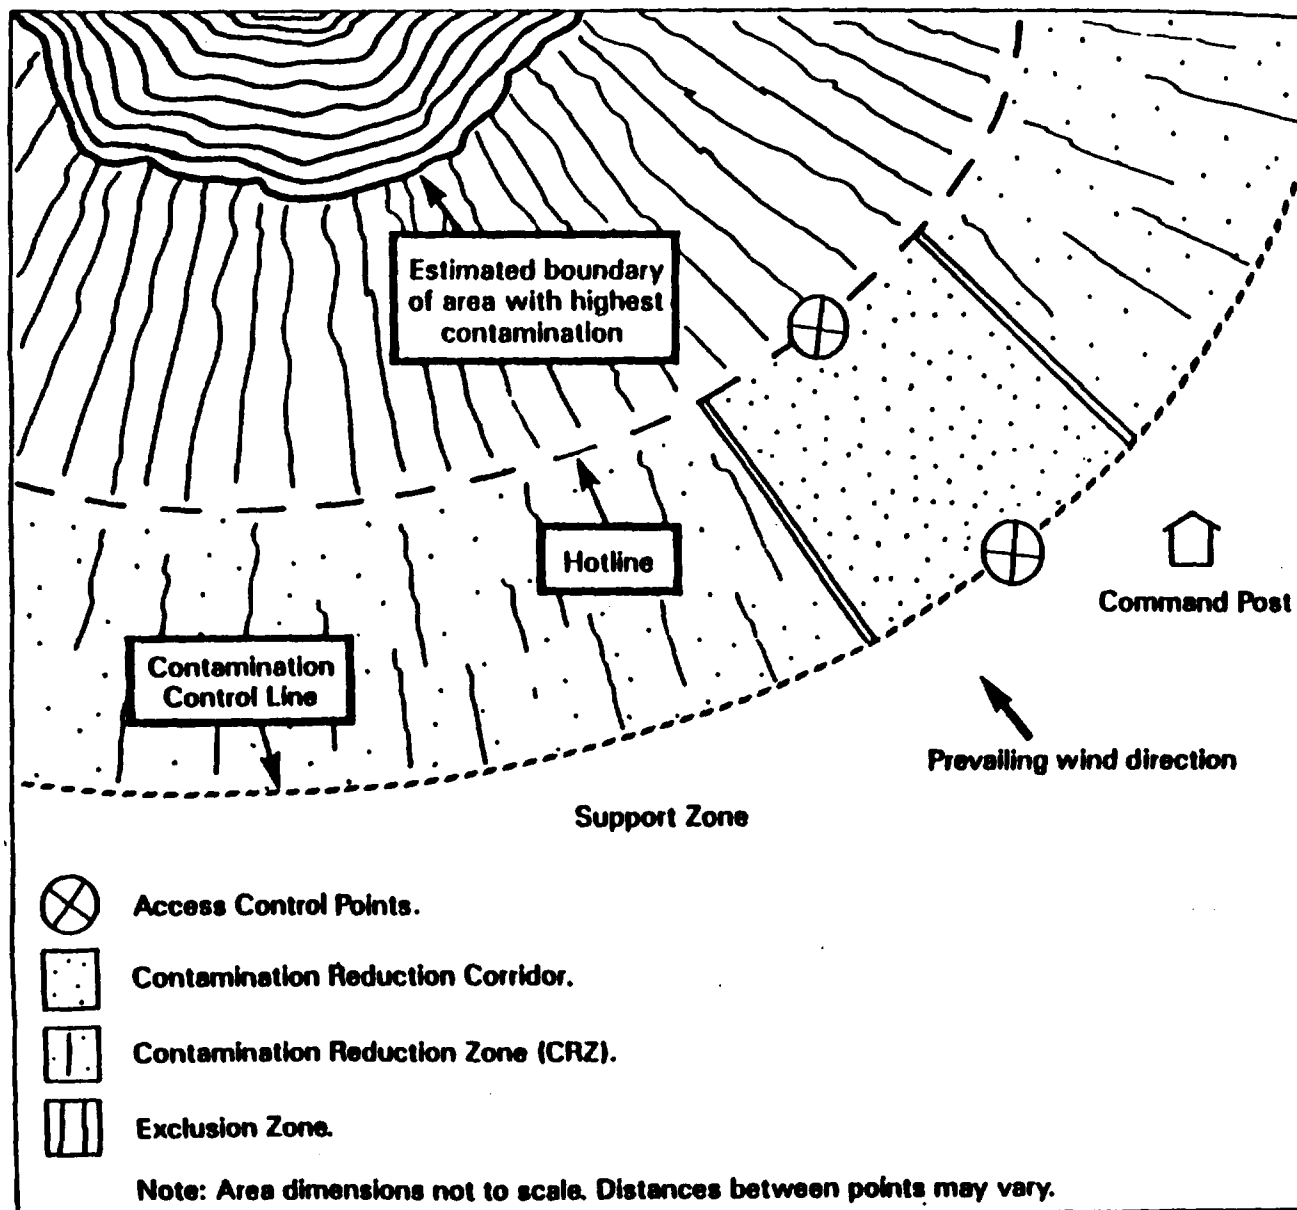 Estimated boundary
of area with highest
contamination
Hotline
Command Post
Contamination
Control Line
Prevailing wind direction
Support Zone
Access Control Points.
Contamination Reduction Corridor.
Contamination Reduction Zone (CRZ).
Exclusion Zone.
Note: Area dimensions not to scale. Distances between points may vary.